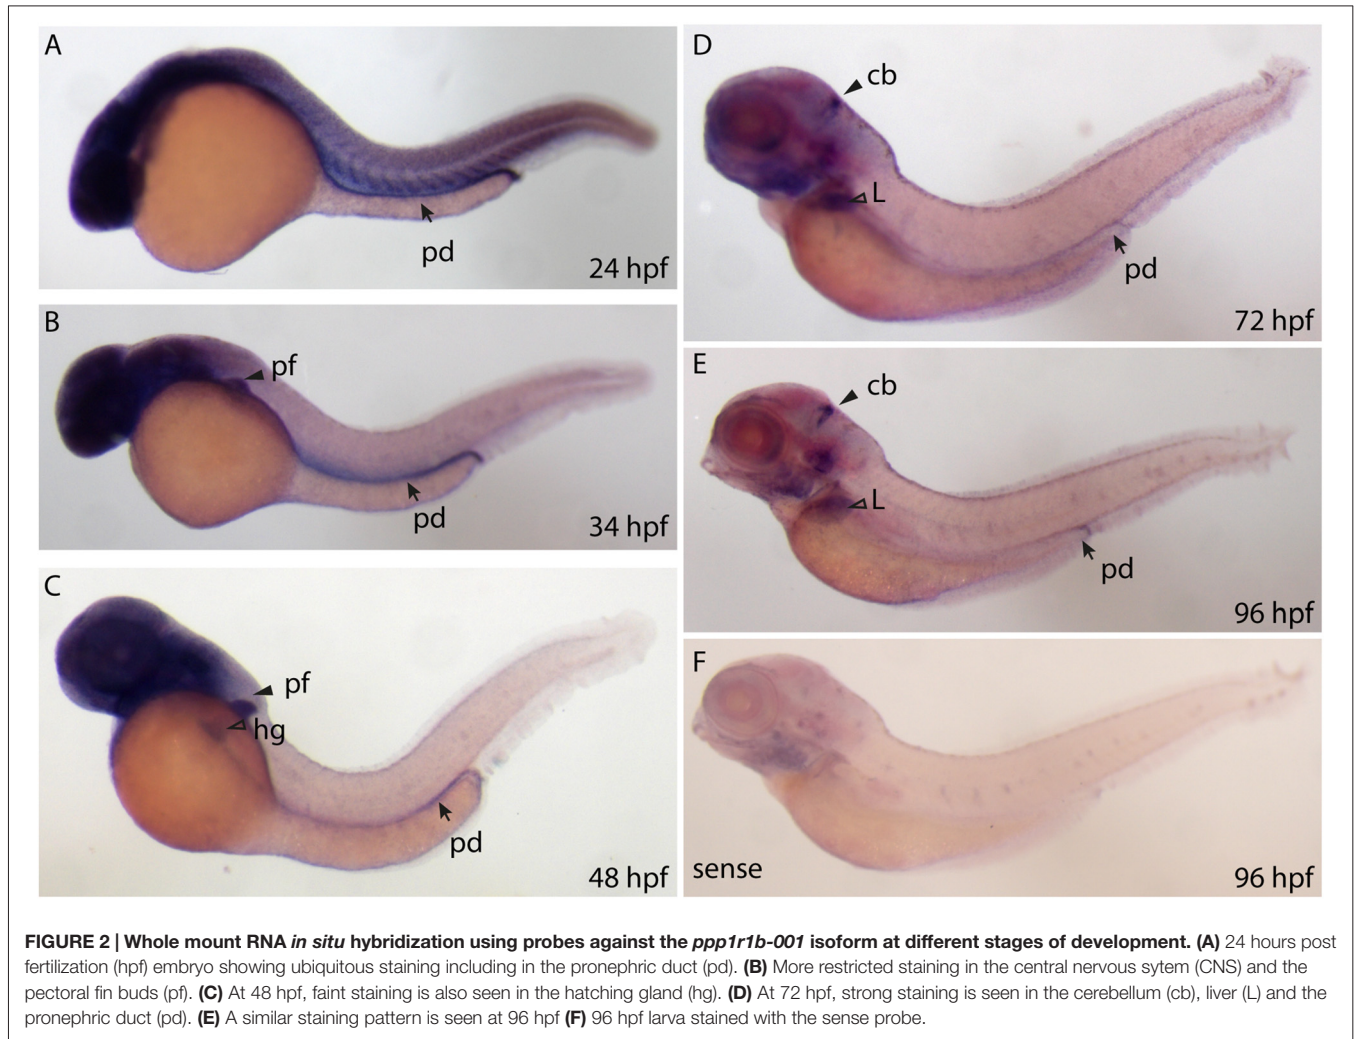 A
pd
24 hpf
B
pf
pd
34 hpf
C
pf
hg
pd
48 hpf
D
cb
L
pd
72 hpf
E
cb
L
pd
96 hpf
F
sense
96 hpf
FIGURE 2 | Whole mount RNA in situ hybridization using probes against the ppp1r1b-001 isoform at different stages of development. (A) 24 hours post
fertilization (hpf) embryo showing ubiquitous staining including in the pronephric duct (pd). (B) More restricted staining in the central nervous sytem (CNS) and the
pectoral fin buds (pf). (C) At 48 hpf, faint staining is also seen in the hatching gland (hg). (D) At 72 hpf, strong staining is seen in the cerebellum (cb), liver (L) and the
pronephric duct (pd). (E) A similar staining pattern is seen at 96 hpf (F) 96 hpf larva stained with the sense probe.